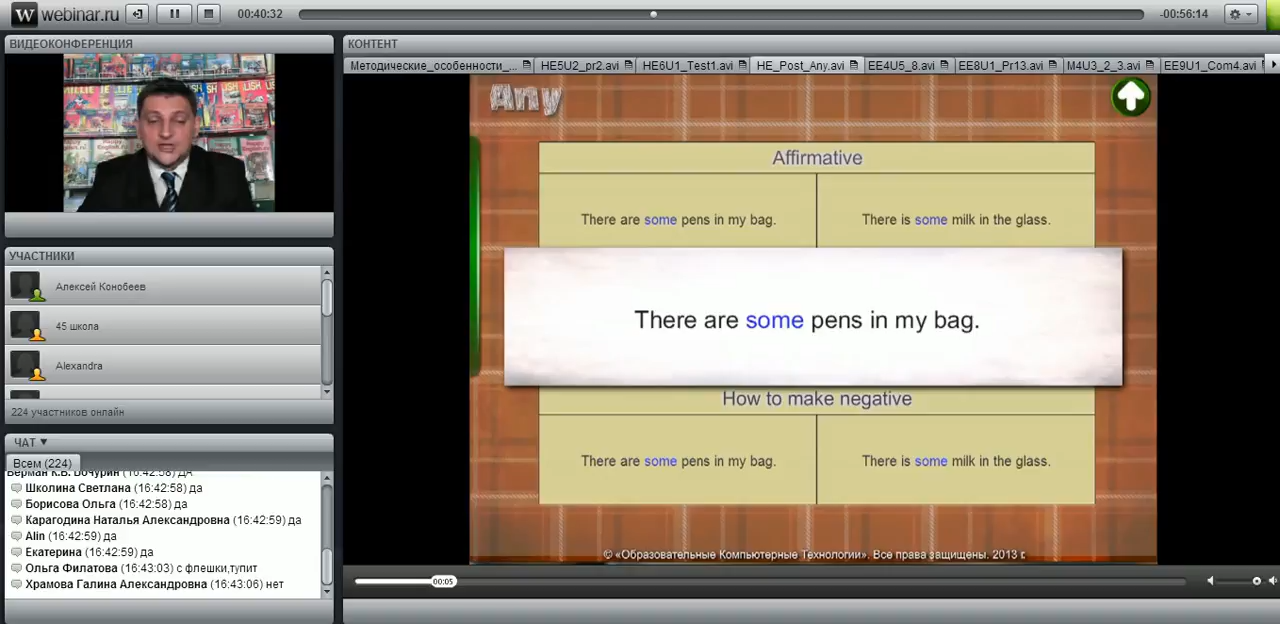 webinar.ru
00:40:32
-00:56:14
ВИДЕОКОНФЕРЕНЦИЯ
КОНТЕНТ
Методические_особенности_... HE5U2_pr2.avi HE6U1_Test1.avi HE_Post_Any.avi EE4U5_8.avi EE8U1_Pr13.avi M4U3_2_3.avi EE9U1_Com4.avi
Any
Affirmative
There are some pens in my bag. There is some milk in the glass.
There are some pens in my bag.
How to make negative
There are some pens in my bag. There is some milk in the glass.
© «Образовательные Компьютерные Технологии». Все права защищены. 2013 г.
00:05
УЧАСТНИКИ
Алексей Конобеев
45 школа
Alexandra
224 участников онлайн
ЧАТ
Всем (224)
(16:42:58) да
Школина Светлана (16:42:58) да
Борисова Ольга (16:42:58) да
Карагодина Наталья Александровна (16:42:59) да
Alin (16:42:59) да
Екатерина (16:42:59) да
Ольга Филатова (16:43:03) с флешки,тупит
Храмова Галина Александровна (16:43:06) нет